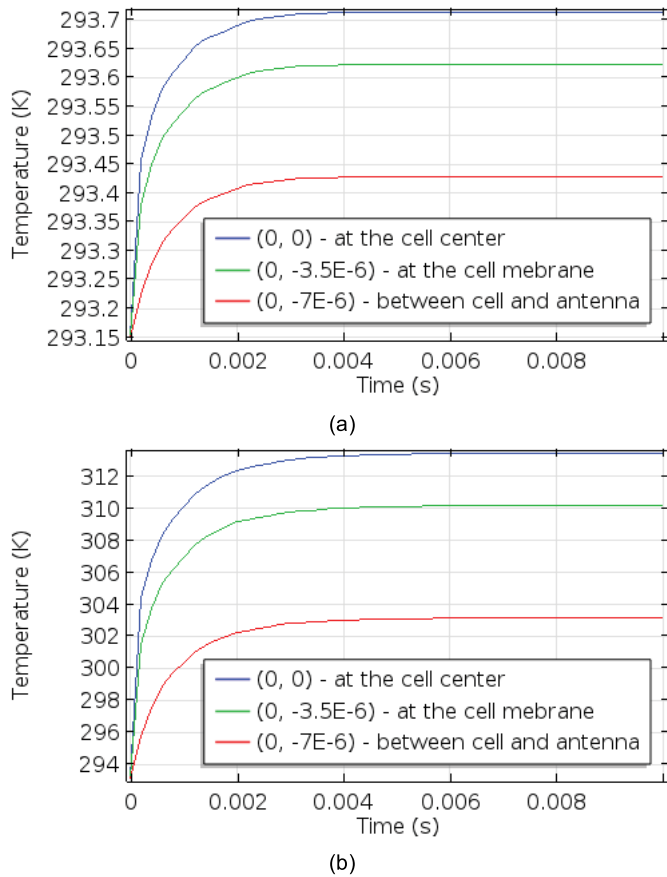 293.7
293.65
293.6
293.55
293.5
293.45
293.4
293.35
293.3
293.25
293.2
293.15
Temperature (K)
(0, 0) - at the cell center
(0, -3.5E-6) - at the cell mebrane
(0, -7E-6) - between cell and antenna
0 0.002 0.004 0.006 0.008
Time (s)
(a)
312
310
308
306
304
302
300
298
296
294
Temperature (K)
(0, 0) - at the cell center
(0, -3.5E-6) - at the cell mebrane
(0, -7E-6) - between cell and antenna
0 0.002 0.004 0.006 0.008
Time (s)
(b)